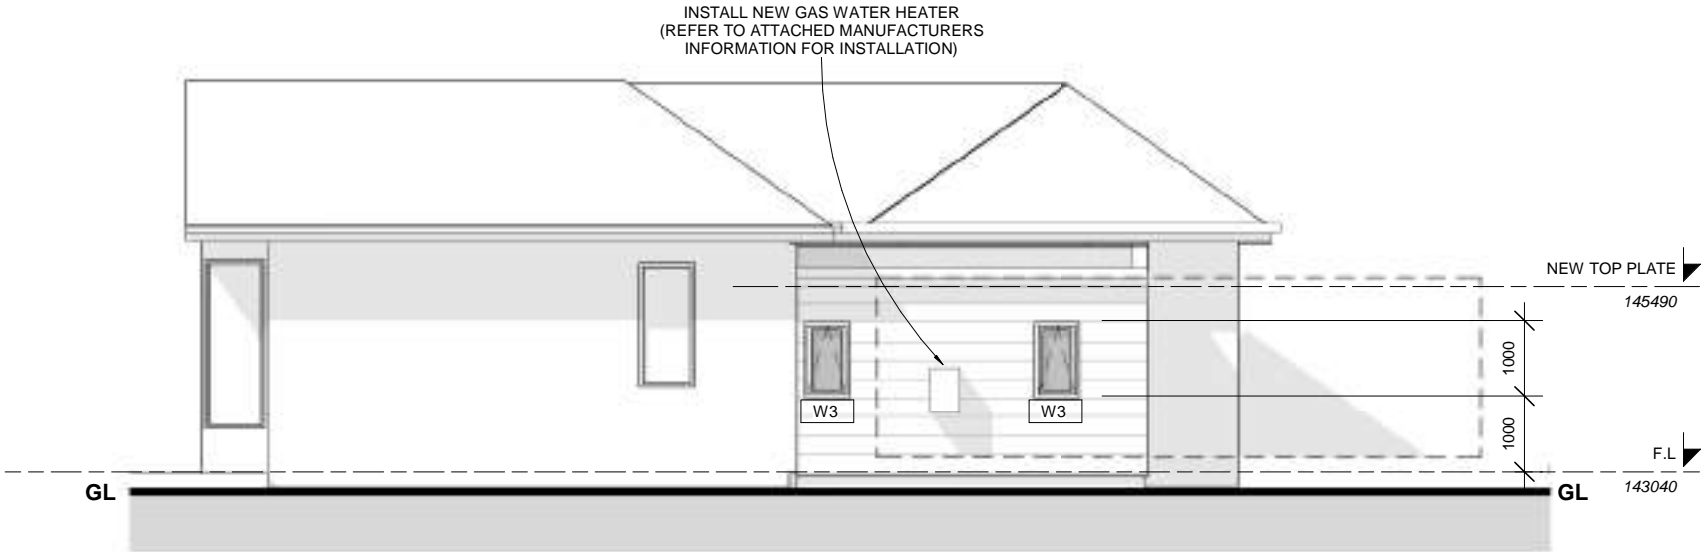 INSTALL NEW GAS WATER HEATER
(REFER TO ATTACHED MANUFACTURERS
INFORMATION FOR INSTALLATION)
NEW TOP PLATE
145490
1000
W3
W3
1000
F.L
143040
GL
GL